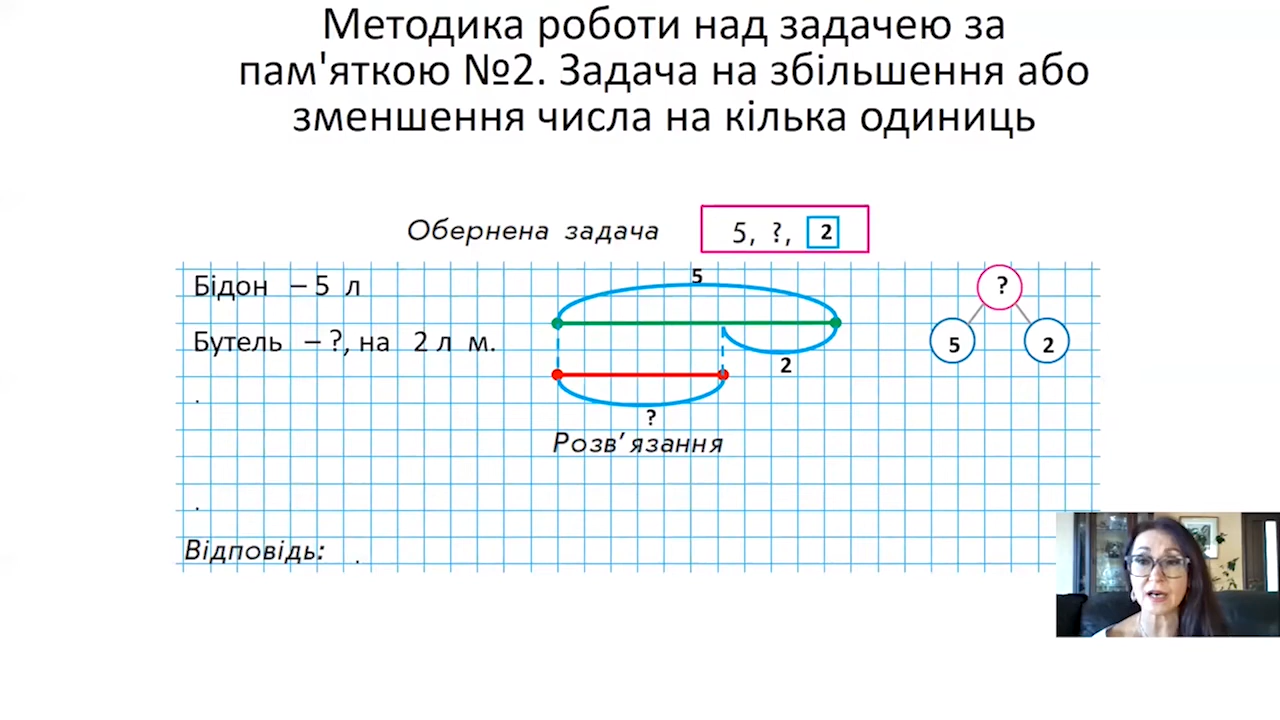 Методика роботи над задачею за
пам'яткою №2. Задача на збільшення або
зменшення числа на кілька одиниць
Обернена задача 5, ?, 2
Бідон – 5 л
Бутель – ?, на 2 л м.
.
5
2
?
?
5 2
Розв’язання
.
Відповідь: .